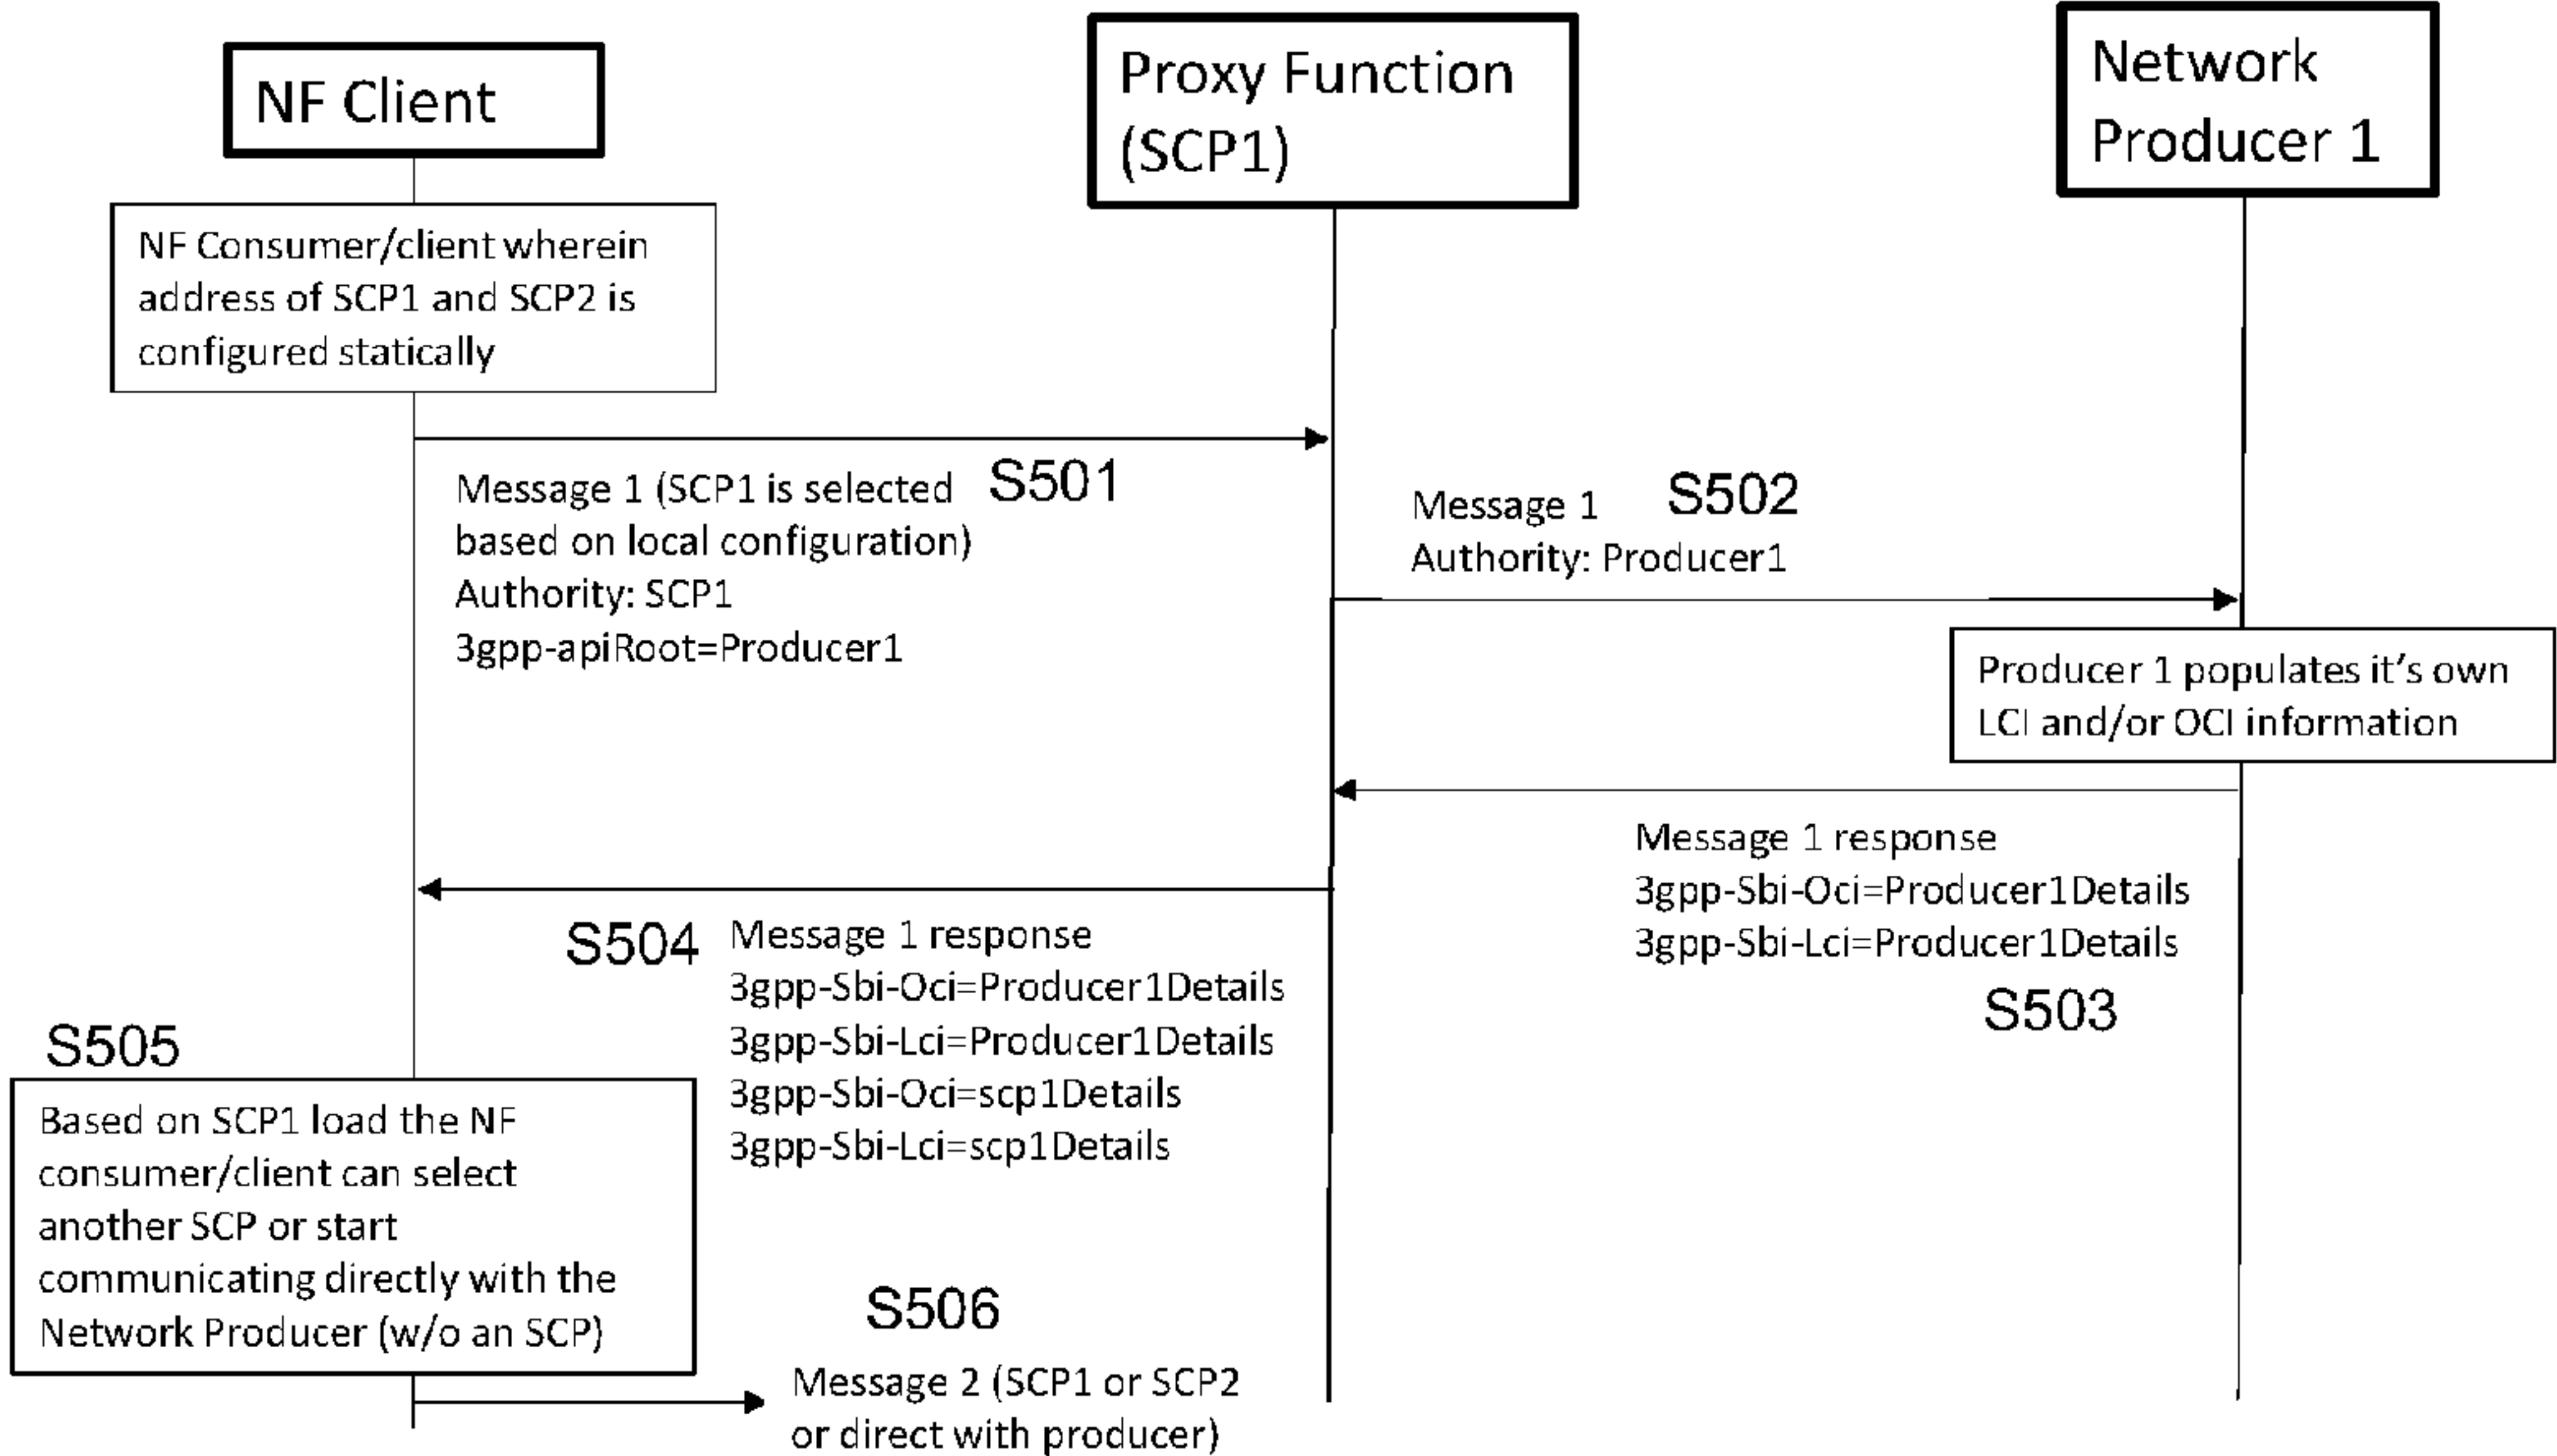 NF Client
Proxy Function
(SCP1)
Network
Producer 1
NF Consumer/client wherein
address of SCP1 and SCP2 is
configured statically
Message 1 (SCP1 is selected
based on local configuration)
Authority: SCP1
3gpp-apiRoot=Producer1
S501
Message 1
Authority: Producer1
S502
Producer 1 populates it's own
LCI and/or OCI information
Message 1 response
3gpp-Sbi-Oci=Producer1Details
3gpp-Sbi-Lci=Producer1Details
S503
S504
Message 1 response
3gpp-Sbi-Oci=Producer1Details
3gpp-Sbi-Lci=Producer1Details
3gpp-Sbi-Oci=scp1Details
3gpp-Sbi-Lci=scp1Details
S505
Based on SCP1 load the NF
consumer/client can select
another SCP or start
communicating directly with the
Network Producer (w/o an SCP)
S506
Message 2 (SCP1 or SCP2
or direct with producer)